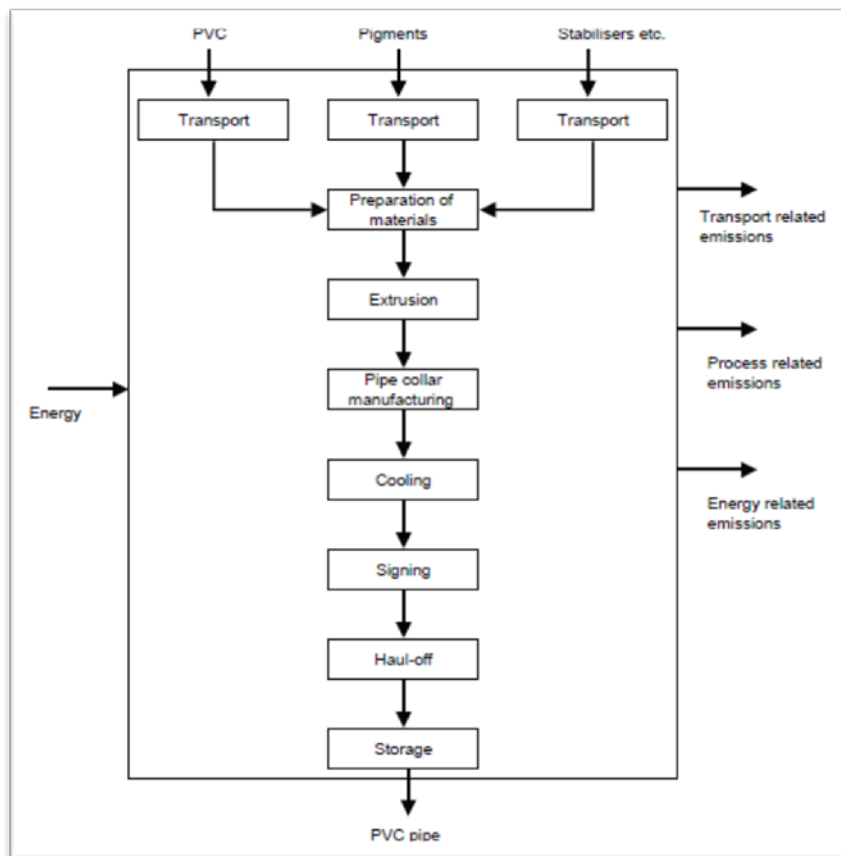 PVC
Pigments
Stabilisers etc.
Transport
Transport
Transport
Preparation of
materials
Transport related
emissions
Extrusion
Process related
emissions
Pipe collar
manufacturing
Energy
Cooling
Energy related
emissions
Signing
Haul-off
Storage
PVC pipe